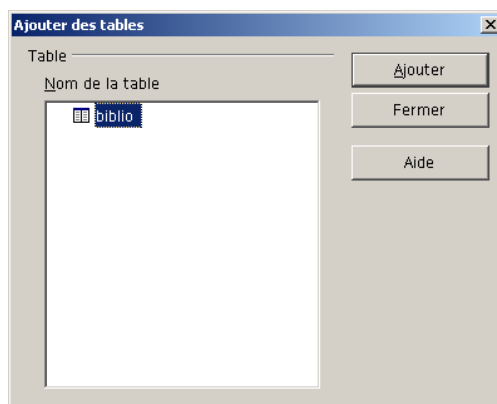 Ajouter des tables
Table
Nom de la table
biblio
Ajouter
Fermer
Aide